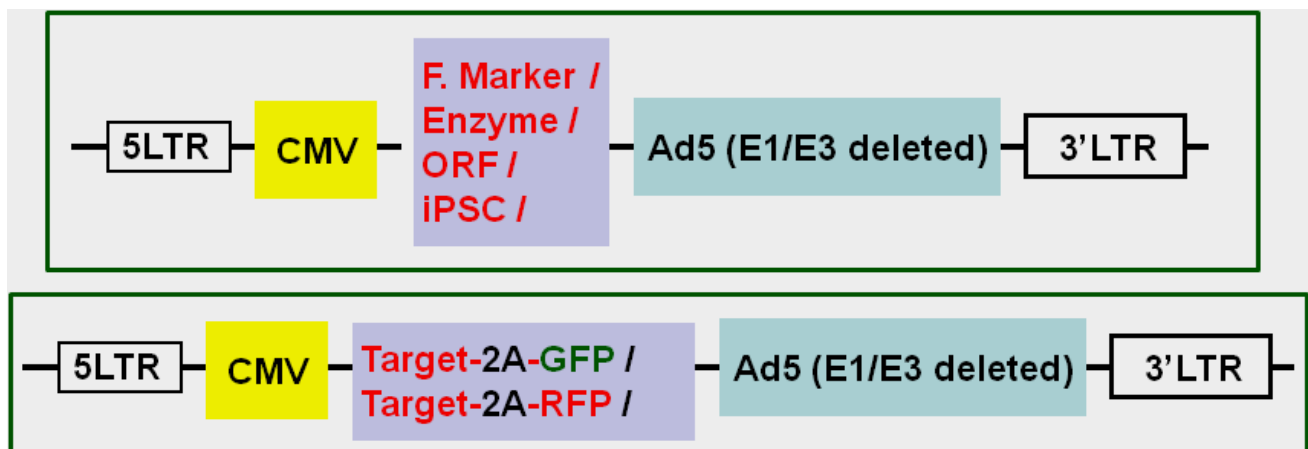 5LTR
CMV
F. Marker /
Enzyme /
ORF /
iPSC /
Ad5 (E1/E3 deleted)
3’LTR
5LTR
CMV
Target-2A-GFP /
Target-2A-RFP /
Ad5 (E1/E3 deleted)
3’LTR